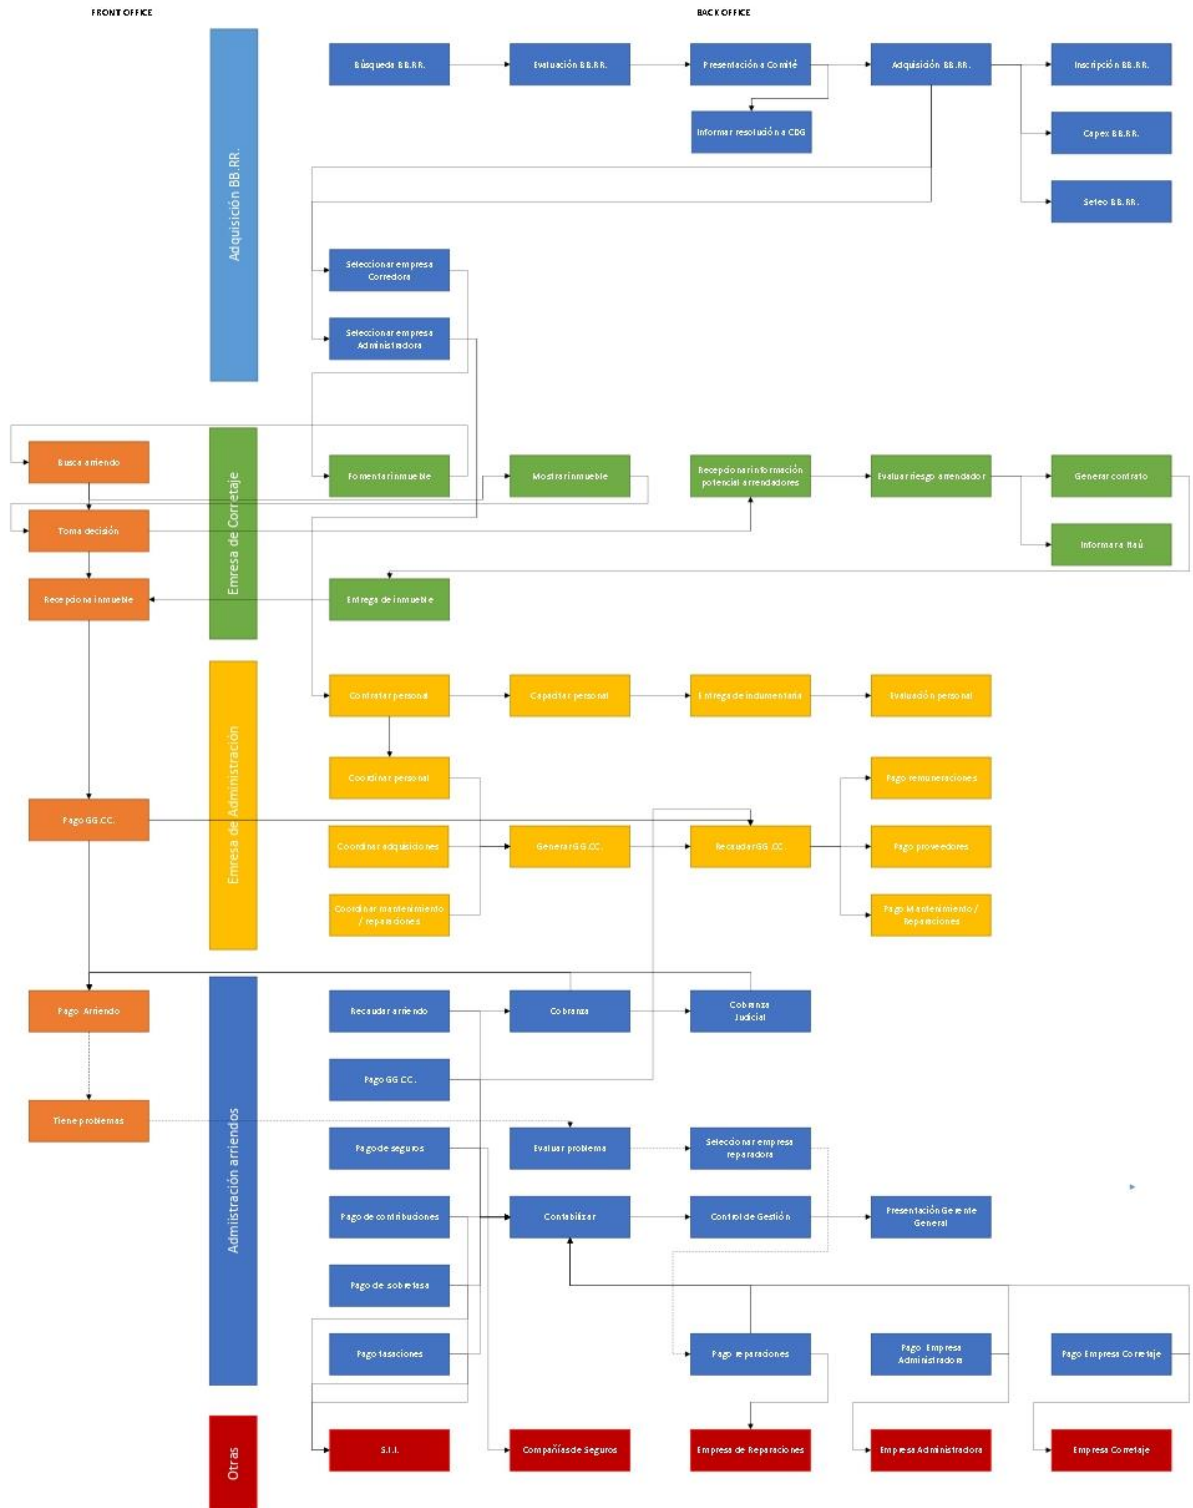 FRONT OFFICE
BACK OFFICE
Adquisición BB.RR.
Búsqueda BB.RR.
Evaluación BB.RR.
Presentación a Comité
Adquisición BB.RR.
Inscripción BB.RR.
Informar resolución a CDG
Capex BB.RR.
Seteo BB.RR.
Seleccionar empresa
Corredora
Seleccionar empresa
Administradora
Emresa de Corretaje
Busca arriendo
Fomentar inmueble
Mostrar inmueble
Recepcionar información
potencial arrendadores
Evaluar riesgo arrendador
Generar contrato
Toma decisión
Informar a Itaú
Recepciona inmueble
Entrega de inmueble
Emresa de Administración
Contratar personal
Capacitar personal
Entrega de indumentaria
Evaluación personal
Coordinar personal
Pago remuneraciones
Pago GG.CC.
Coordinar adquisiciones
Generar GG.CC.
Recaudar GG.CC.
Pago proveedores
Coordinar mantenimiento
/ reparaciones
Pago Mantenimiento /
Reparaciones
Admiistración arriendos
Pago Arriendo
Recaudar arriendo
Cobranza
Cobranza
Judicial
Pago GG.CC.
Tiene problemas
Pago de seguros
Evaluar problema
Seleccionar empresa
reparadora
Pago de contribuciones
Contabilizar
Control de Gestión
Presentación Gerente
General
Pago de sobretasa
Pago tasaciones
Pago reparaciones
Pago Empresa
Administradora
Pago Empresa Corretaje
Otras
S.I.I.
Compañías de Seguros
Empresa de Reparaciones
Empresa Administradora
Empresa Corretaje